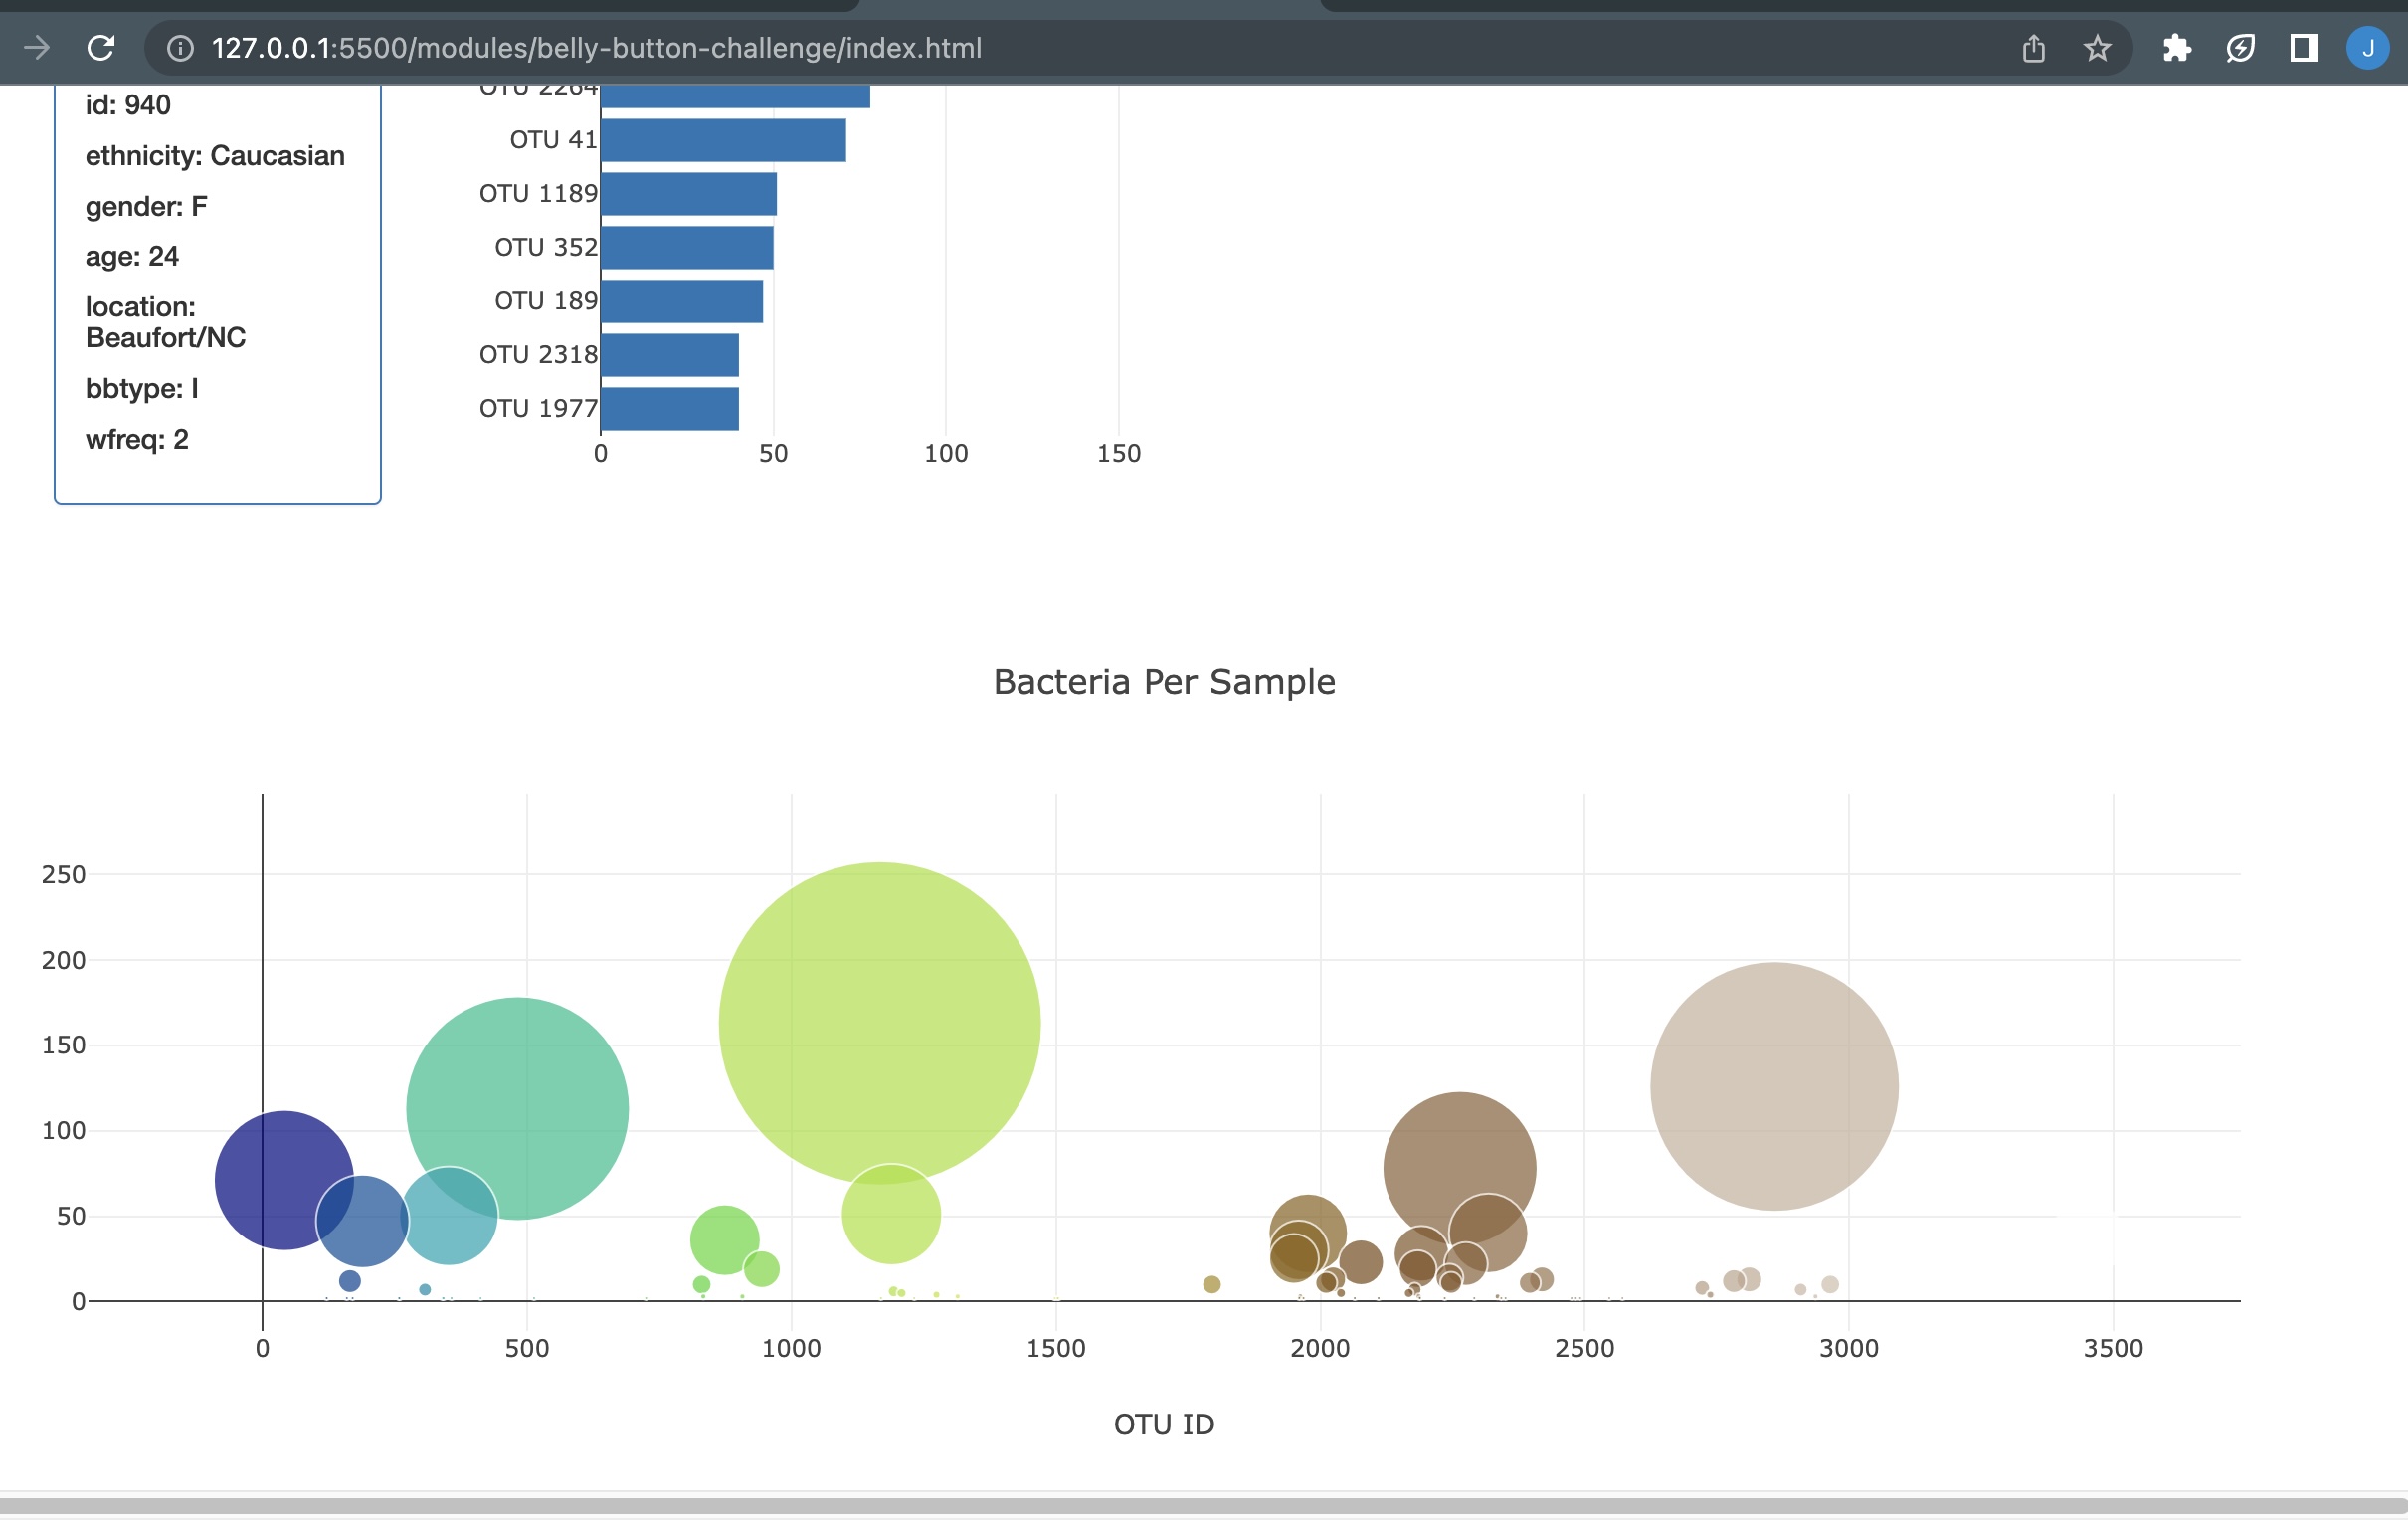 127.0.0.1:5500/modules/belly-button-challenge/index.html
J
id: 940
ethnicity: Caucasian
gender: F
age: 24
location:
Beaufort/NC
bbtype: I
wfreq: 2
OTU 2264
OTU 41
OTU 1189
OTU 352
OTU 189
OTU 2318
OTU 1977
0 50 100 150
Bacteria Per Sample
250
200
150
100
50
0
0 500 1000 1500 2000 2500 3000 3500
OTU ID